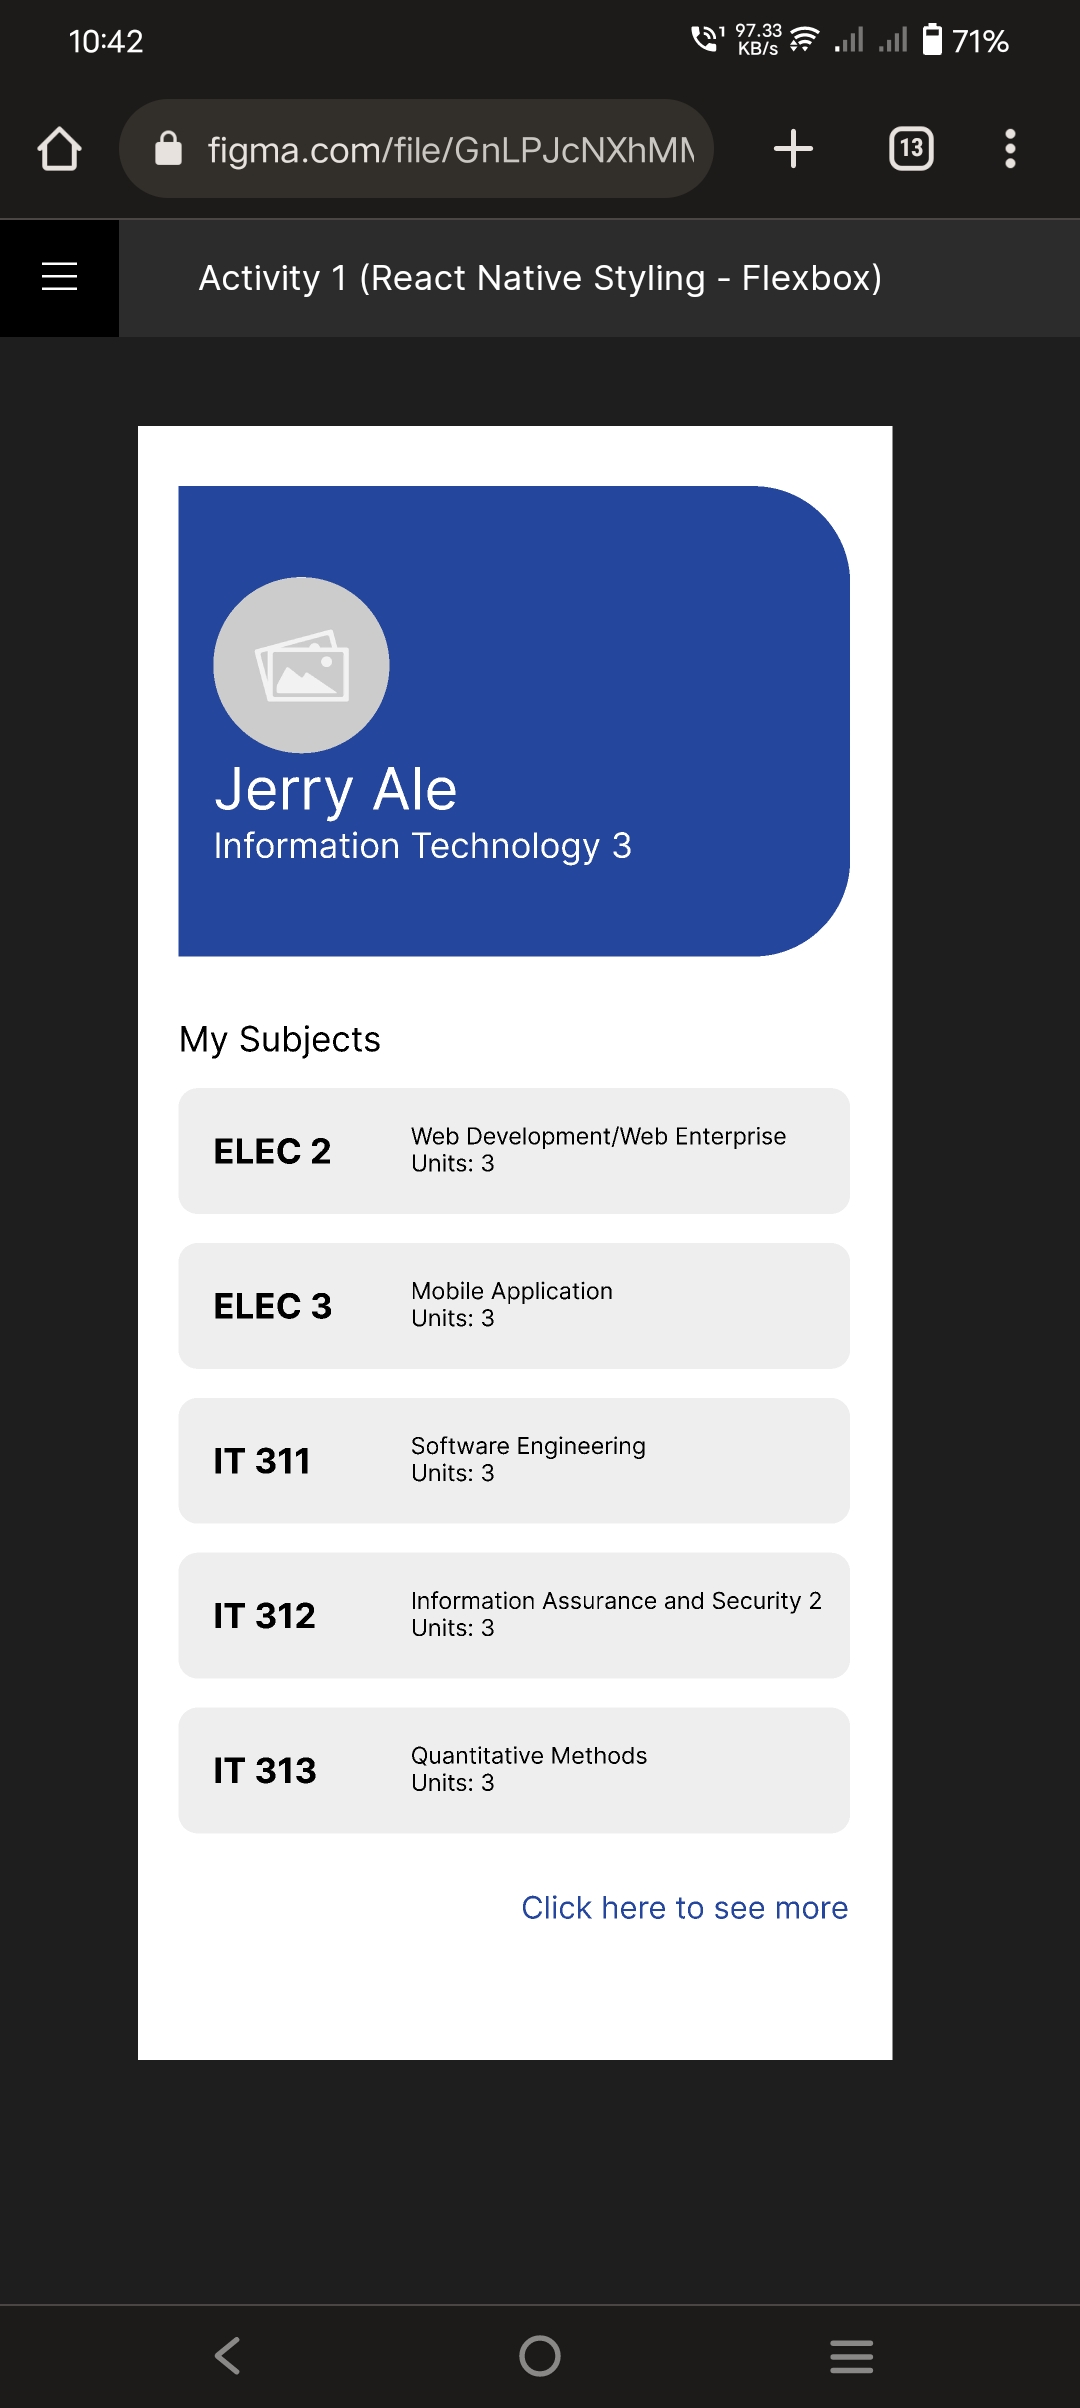 10:42
1
97.33
KB/s
71%
figma.com/file/GnLPJcNXhM
13
Activity 1 (React Native Styling - Flexbox)
Jerry Ale
Information Technology 3
My Subjects
ELEC 2
Web Development/Web Enterprise
Units: 3
ELEC 3
Mobile Application
Units: 3
IT 311
Software Engineering
Units: 3
IT 312
Information Assurance and Security 2
Units: 3
IT 313
Quantitative Methods
Units: 3
Click here to see more